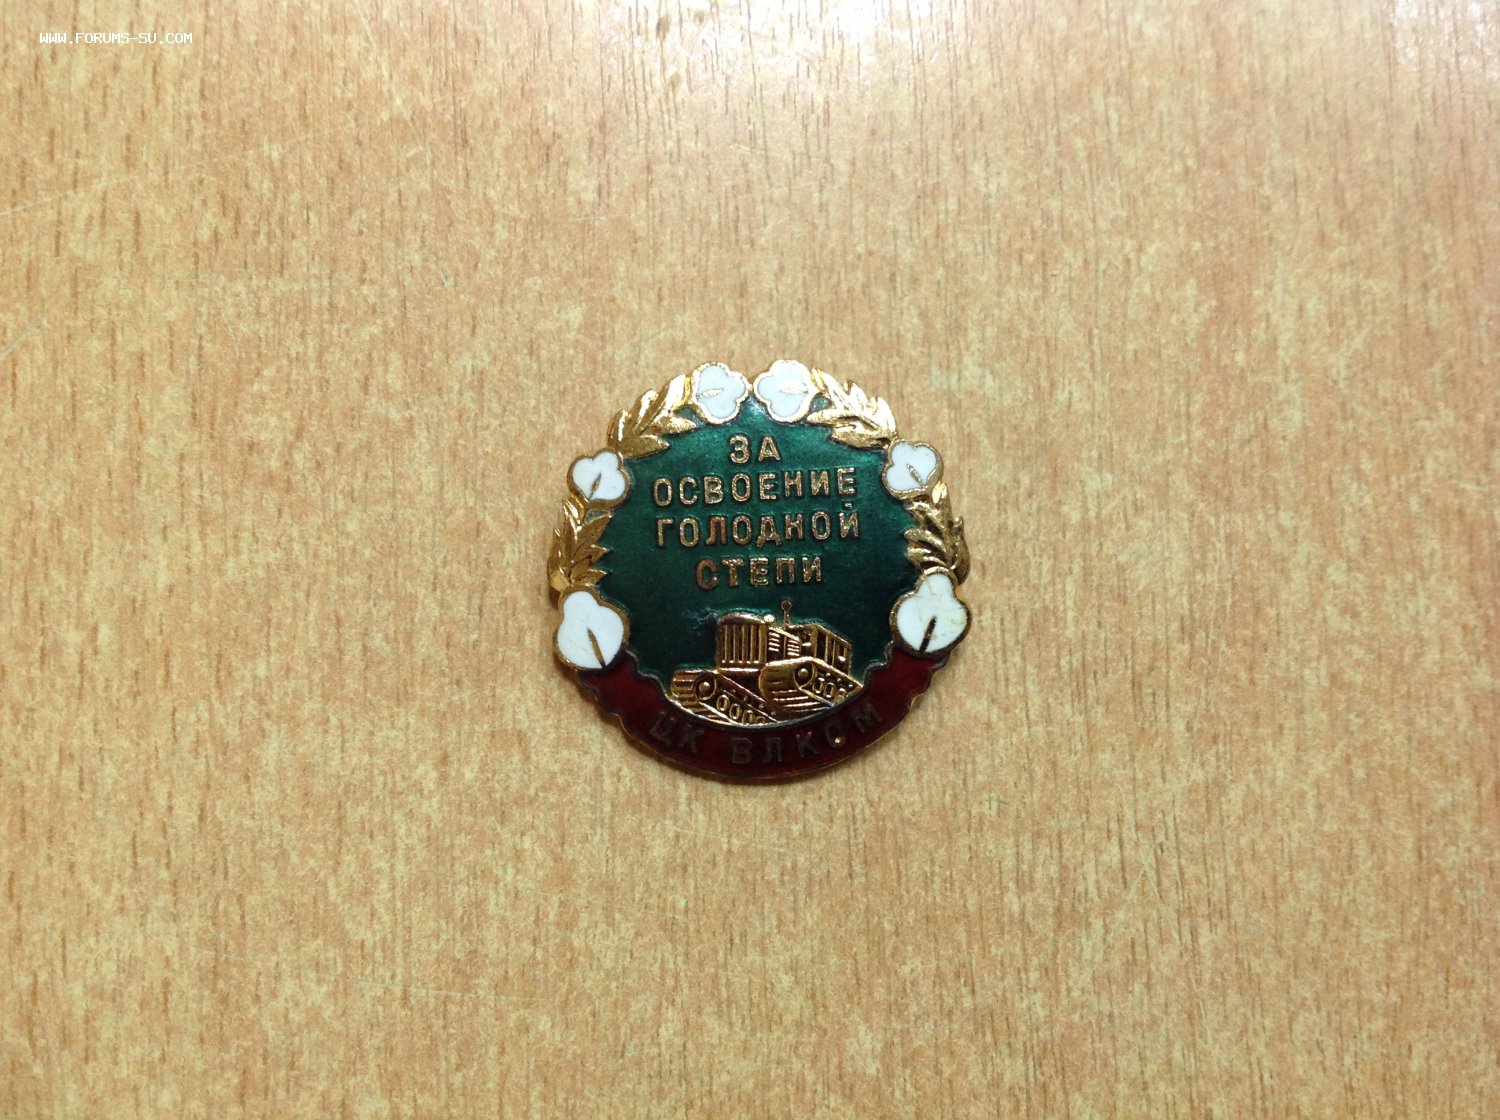 WWW.FORUMS-SU.COM
ЗА
ОСВОЕНИЕ
ГОЛОДНОЙ
СТЕПИ
ЦК ВЛКСМ